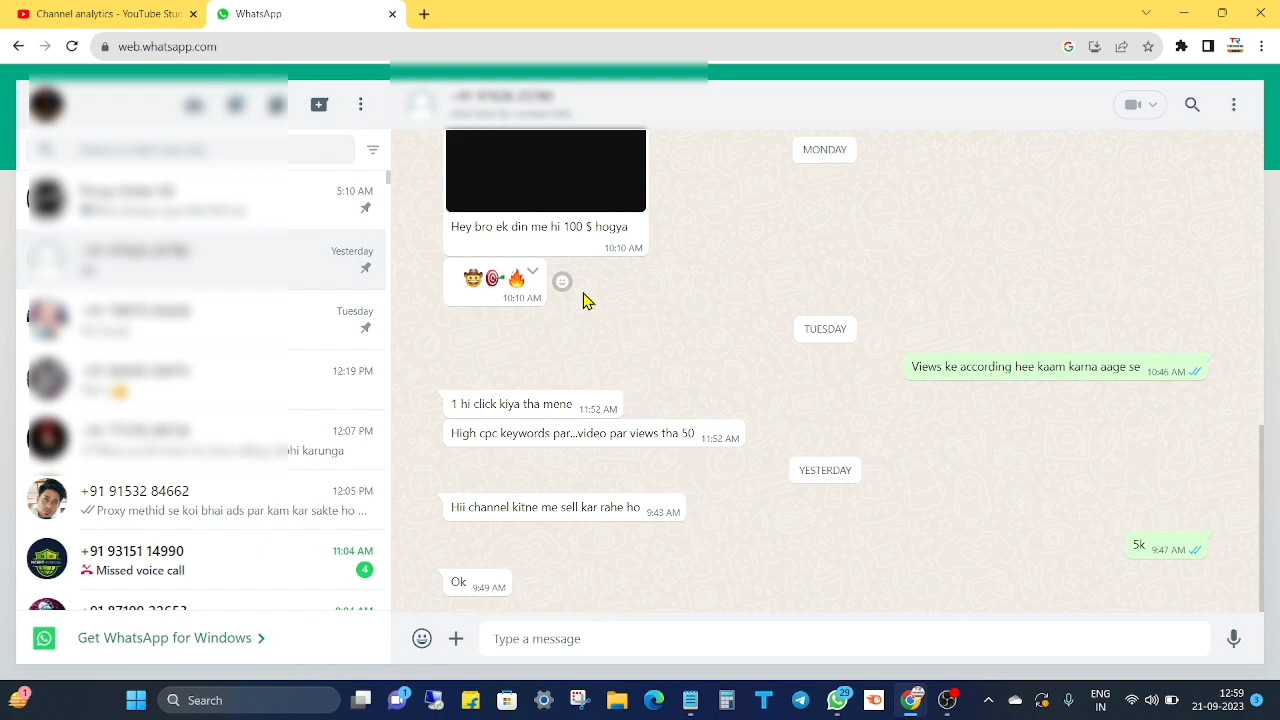 Channel analytics - YouTube Stud
WhatsApp
web.whatsapp.com
5:10 AM
Yesterday
Tuesday
12:19 PM
12:07 PM
hi karunga
+91 91532 84662
12:05 PM
Proxy methid se koi bhai ads par kam kar sakte ho ...
+91 93151 14990
11:04 AM
Missed voice call
4
Get WhatsApp for Windows
MONDAY
Hey bro ek din me hi 100 $ hogya
10:10 AM
10:10 AM
TUESDAY
Views ke according hee kaam karna aage se 10:46 AM
1 hi click kiya tha mene 11:52 AM
High cpc keywords par...video par views tha 50 11:52 AM
YESTERDAY
Hii channel kitne me sell kar rahe ho 9:43 AM
5k 9:47 AM
Ok 9:49 AM
Type a message
1
Search
1
29
ENG
IN
12:59
21-09-2023
3